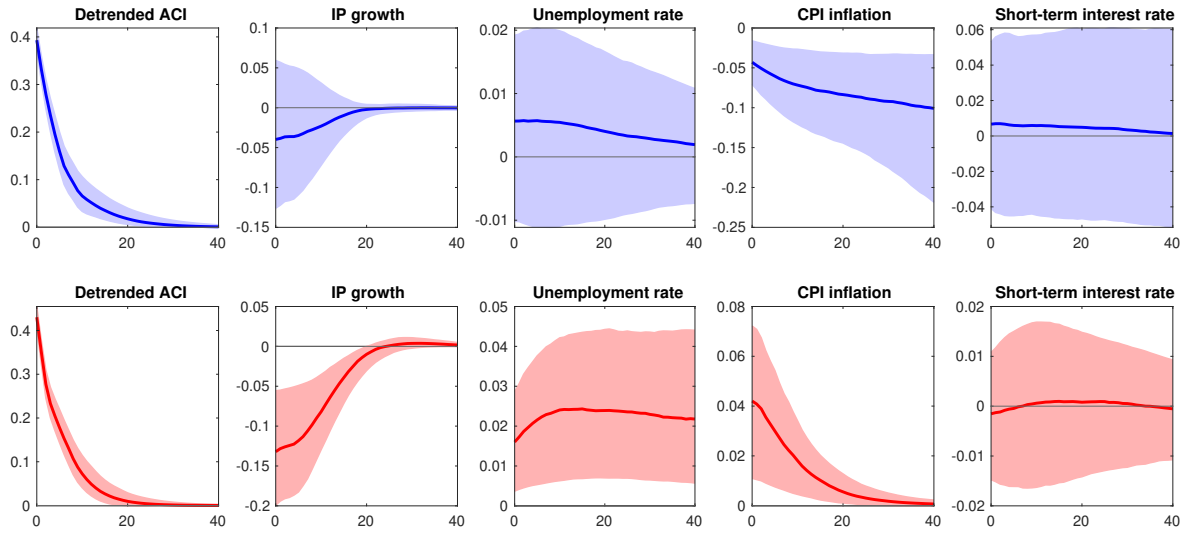 Detrended ACI IP growth Unemployment rate CPI inflation Short-term interest rate
0.4 0.1 0.02 0 0.06
0.05 -0.05 0.04
0.3 0.01
0 -0.1 0.02
0.2
-0.05 0 -0.15 0
0.1 -0.1 -0.2 -0.02
-0.01 -0.04
0 -0.15 -0.25
0 20 40 0 20 40 0 20 40 0 20 40 0 20 40
Detrended ACI IP growth Unemployment rate CPI inflation Short-term interest rate
0.05 0.05 0.08 0.02
0.4
0 0.04 0.06 0.01
0.3
-0.05 0.03
0.04 0
0.2 -0.1 0.02
0.1 -0.15 0.01 0.02 -0.01
0 -0.2 0 0 -0.02
0 20 40 0 20 40 0 20 40 0 20 40 0 20 40